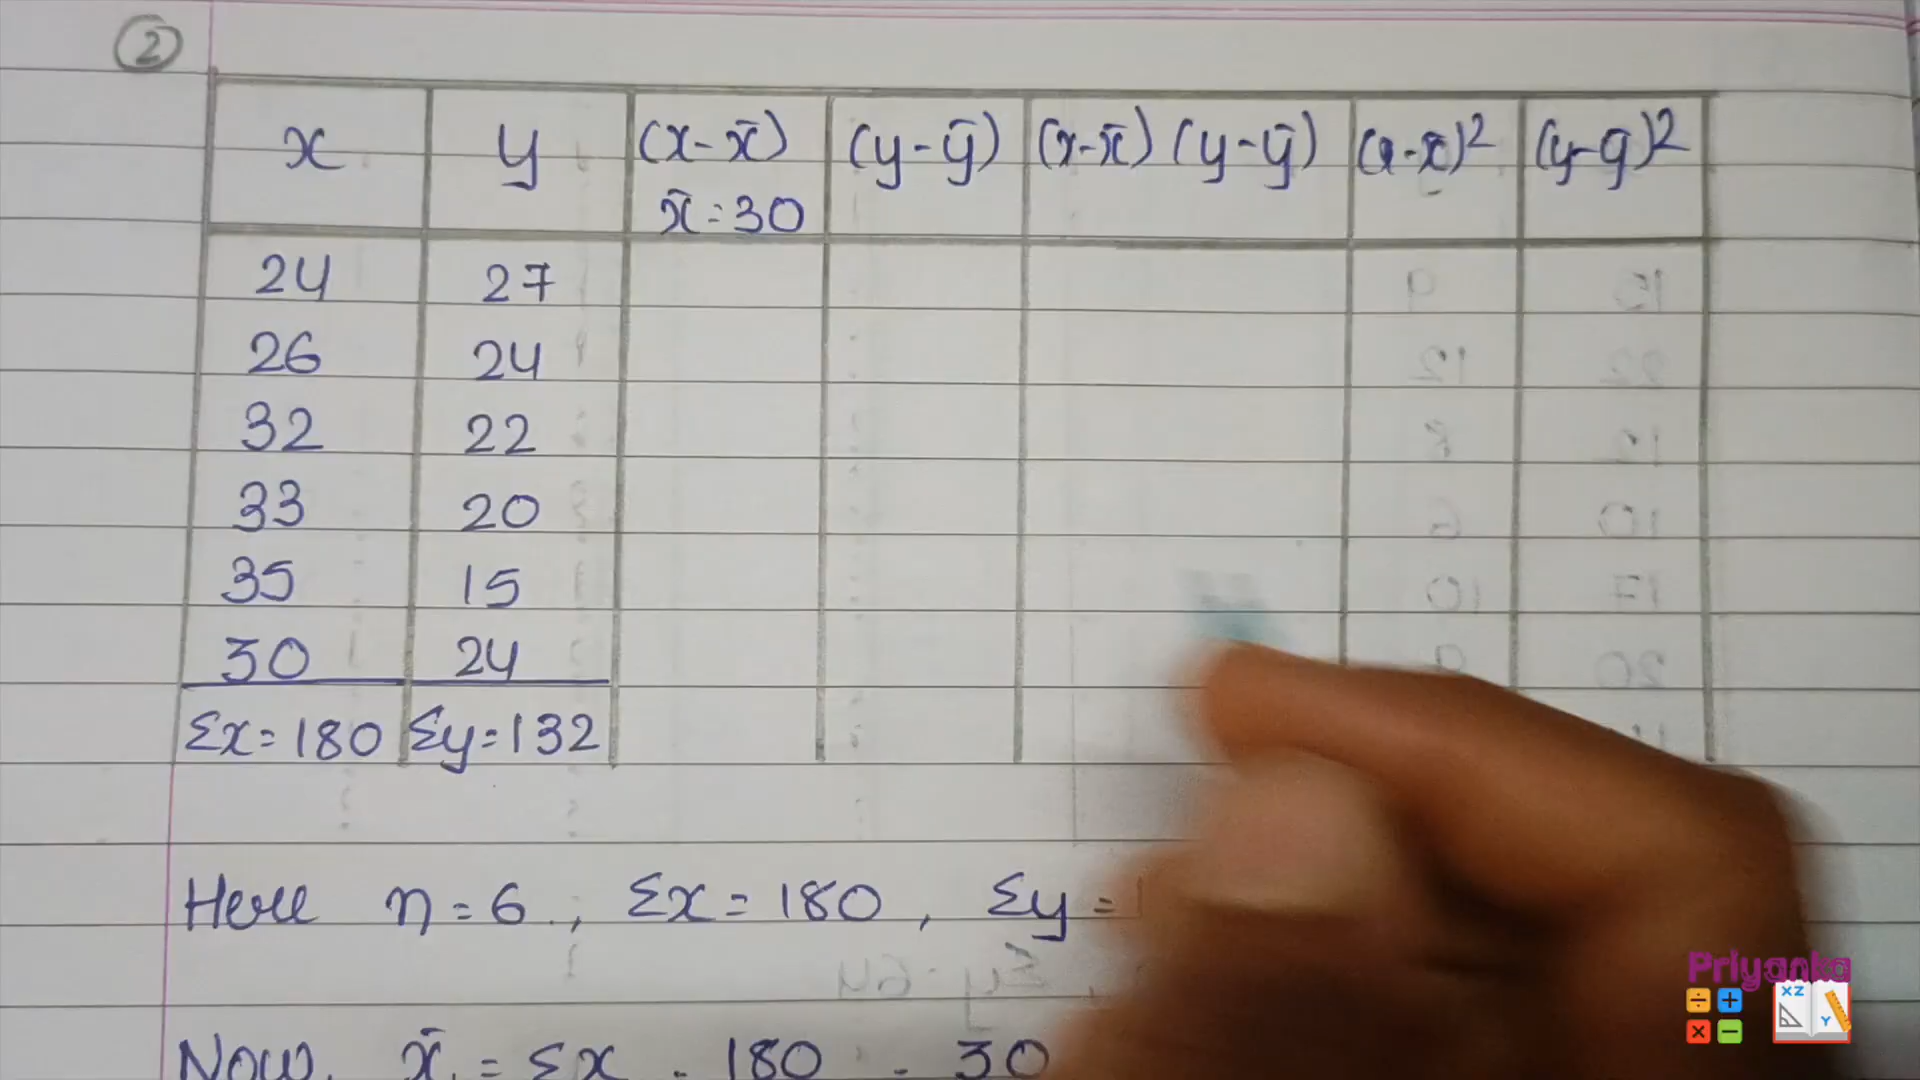 2
x y (x-x̄) (y-ȳ) (x-x̄)(y-ȳ) (x-x̄)² (y-ȳ)²
x̄=30
24 27
26 24
32 22
33 20
35 15
30 24
Σx=180 Σy=132
Here n=6, Σx=180, Σy=
Now, x̄ = Σx = 180 = 30
Priyanka
XZ
Y